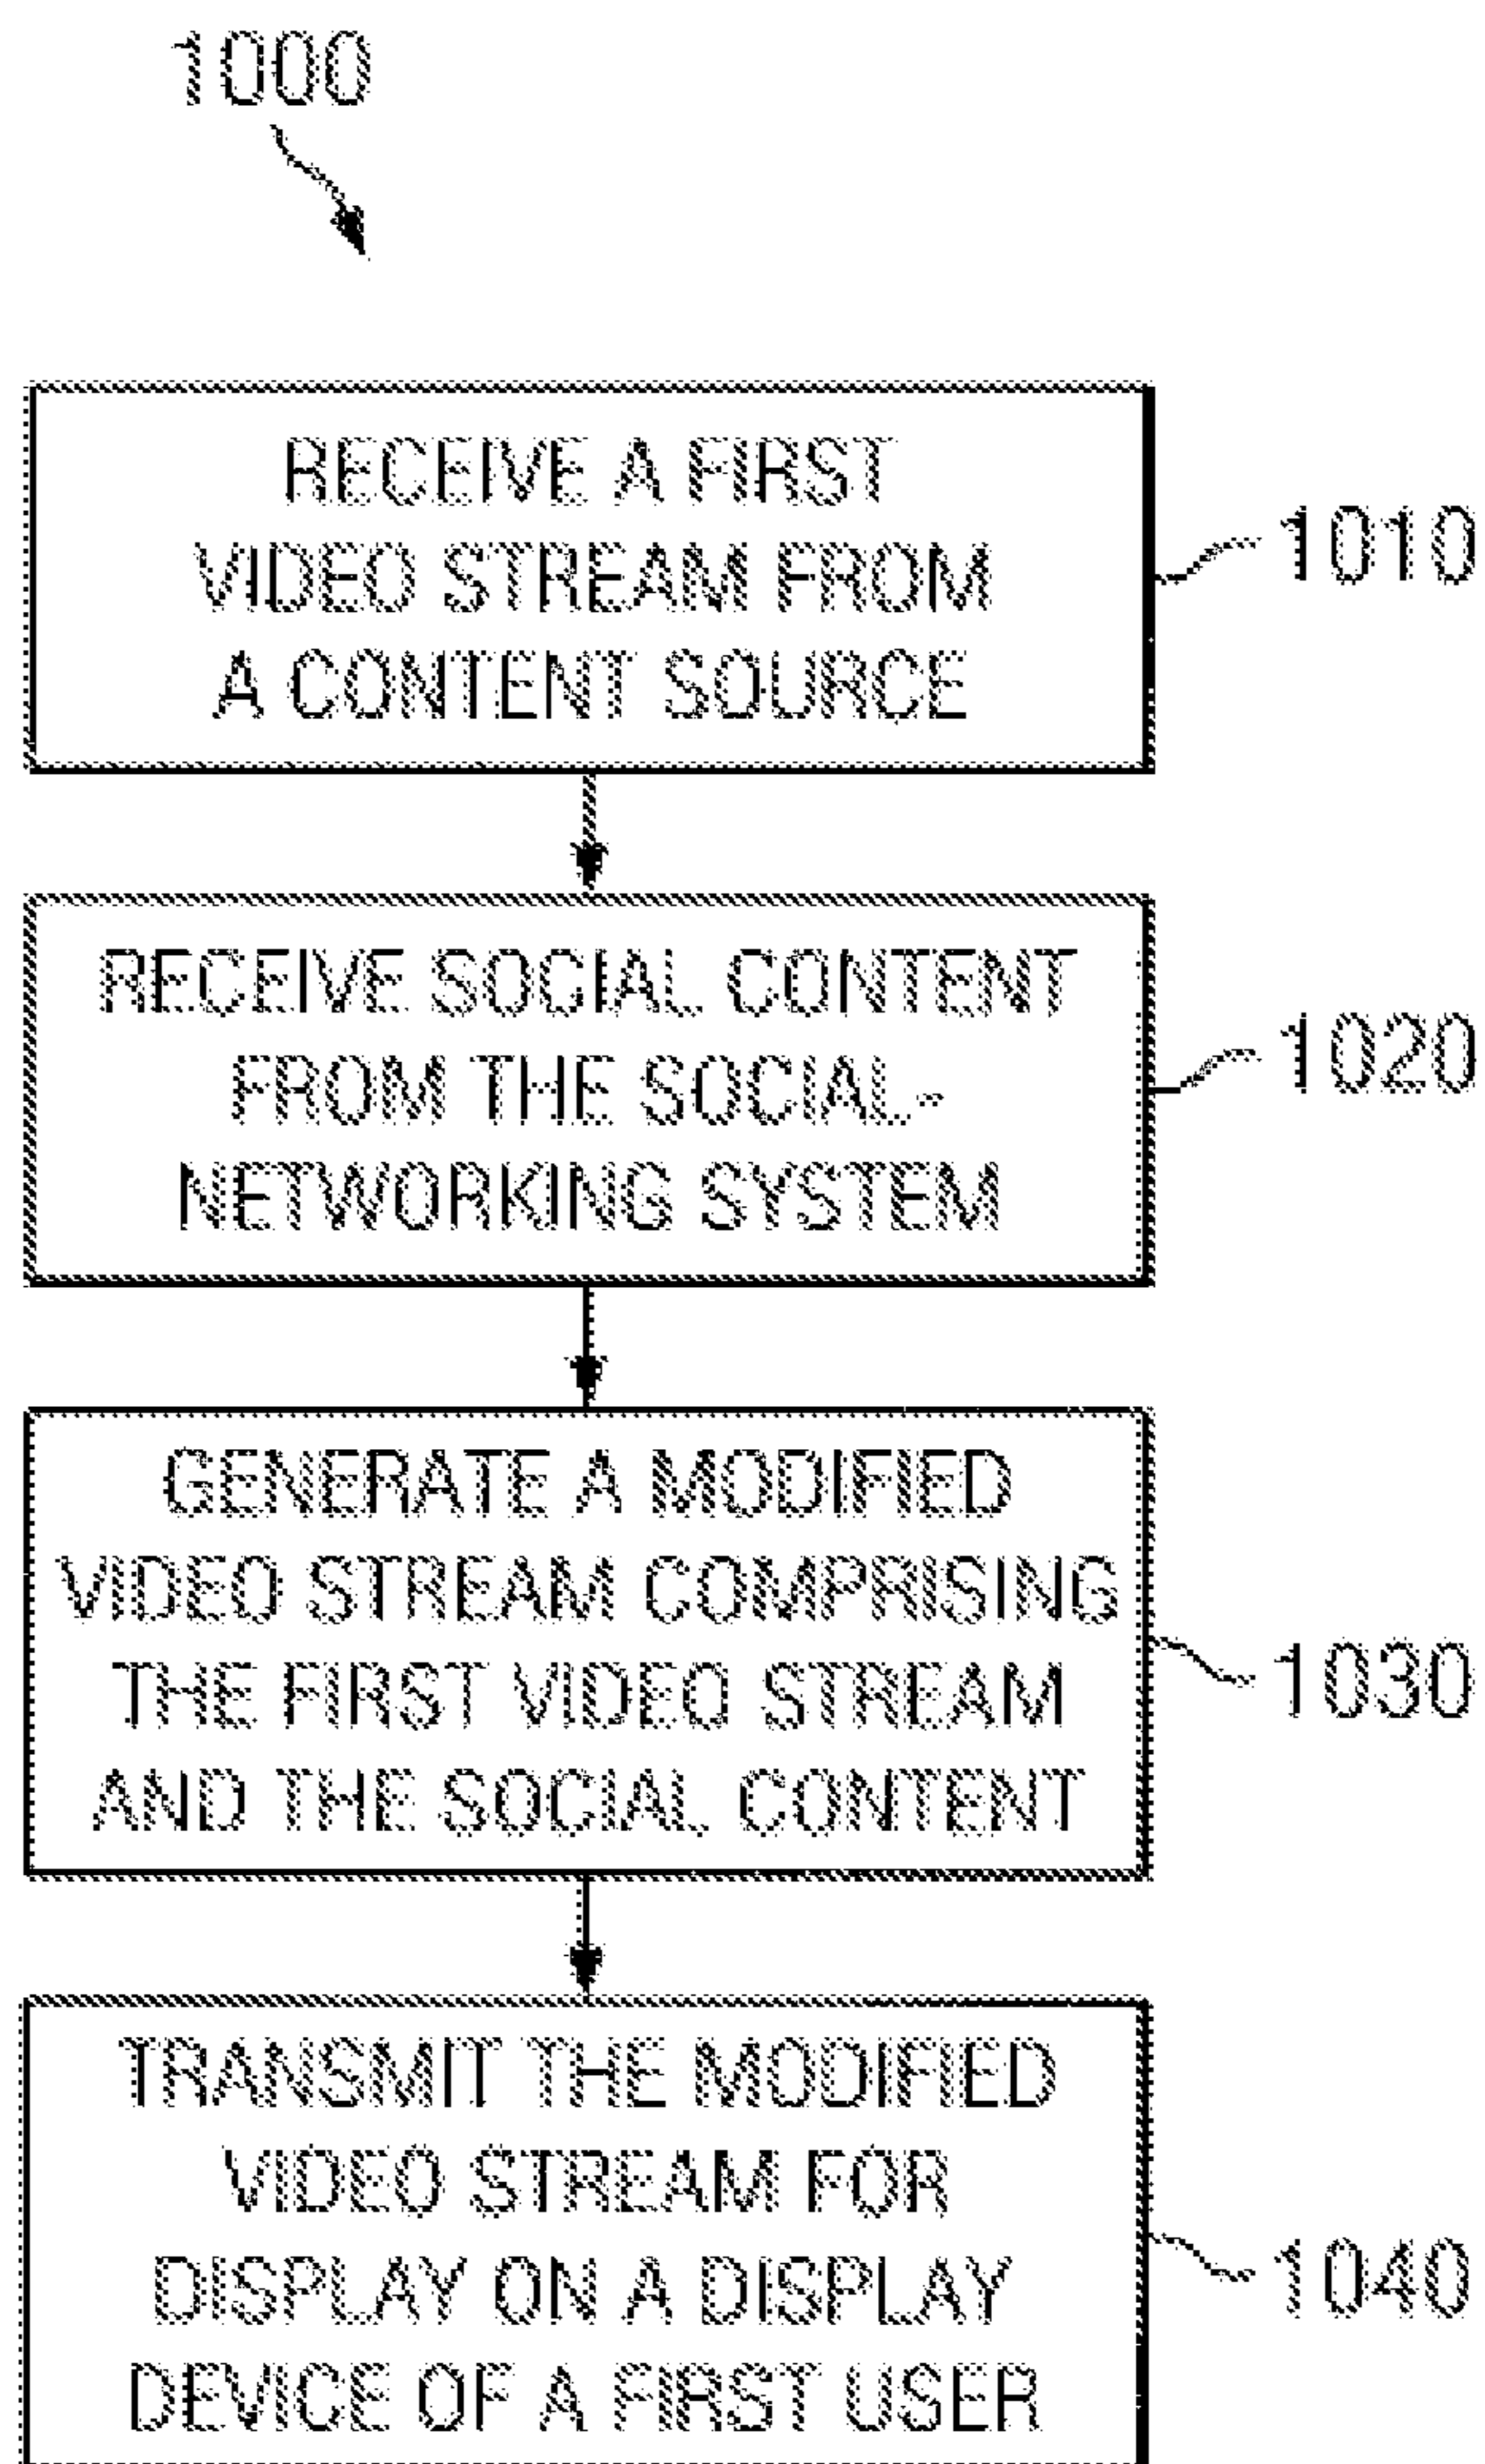 1000
RECEIVE A FIRST
VIDEO STREAM FROM
A CONTENT SOURCE
1010
RECEIVE SOCIAL CONTENT
FROM THE SOCIAL-
NETWORKING SYSTEM
1020
GENERATE A MODIFIED
VIDEO STREAM COMPRISING
THE FIRST VIDEO STREAM
AND THE SOCIAL CONTENT
1030
TRANSMIT THE MODIFIED
VIDEO STREAM FOR
DISPLAY ON A DISPLAY
DEVICE OF A FIRST USER
1040